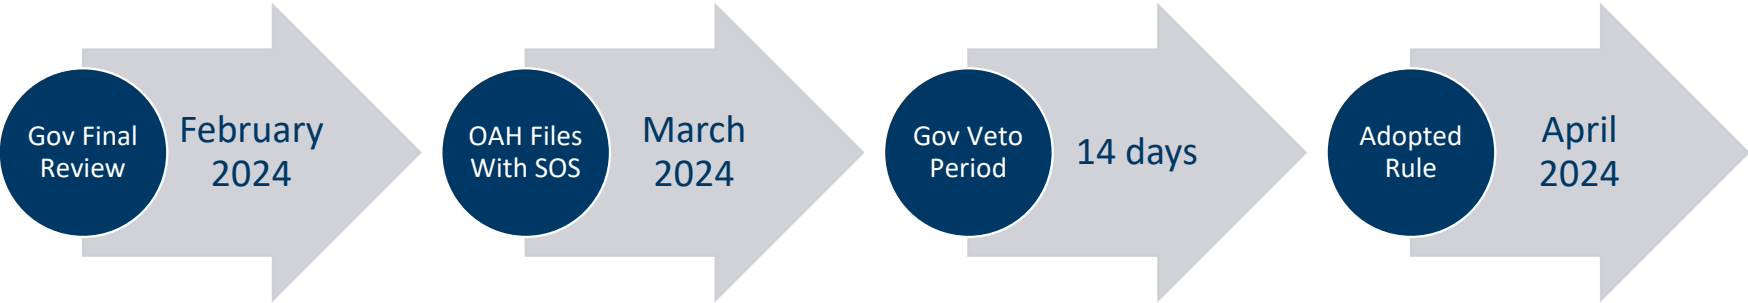 Gov Final
Review
February
2024
OAH Files
With SOS
March
2024
Gov Veto
Period
14 days
Adopted
Rule
April
2024